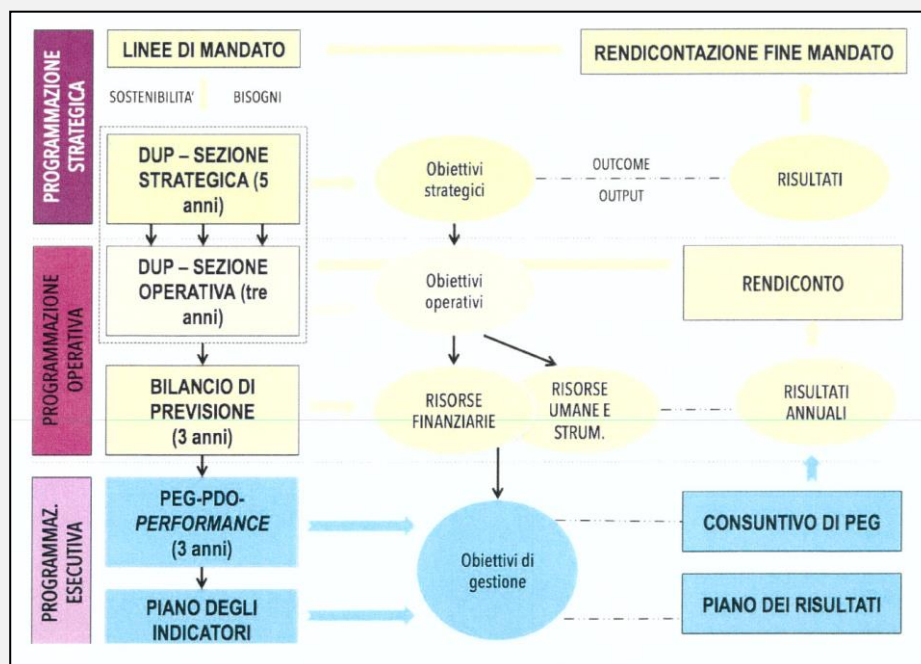 PROGRAMMAZIONE
STRATEGICA
LINEE DI MANDATO
RENDICONTAZIONE FINE MANDATO
SOSTENIBILITA'
BISOGNI
DUP – SEZIONE
STRATEGICA (5
anni)
Obiettivi
strategici
OUTCOME
OUTPUT
RISULTATI
PROGRAMMAZIONE
OPERATIVA
DUP – SEZIONE
OPERATIVA (tre
anni)
Obiettivi
operativi
RENDICONTO
BILANCIO DI
PREVISIONE
(3 anni)
RISORSE
FINANZIARIE
RISORSE
UMANE E
STRUM.
RISULTATI
ANNUALI
PROGRAMMAZ.
ESECUTIVA
PEG-PDO-
PERFORMANCE
(3 anni)
Obiettivi di
gestione
CONSUNTIVO DI PEG
PIANO DEGLI
INDICATORI
PIANO DEI RISULTATI